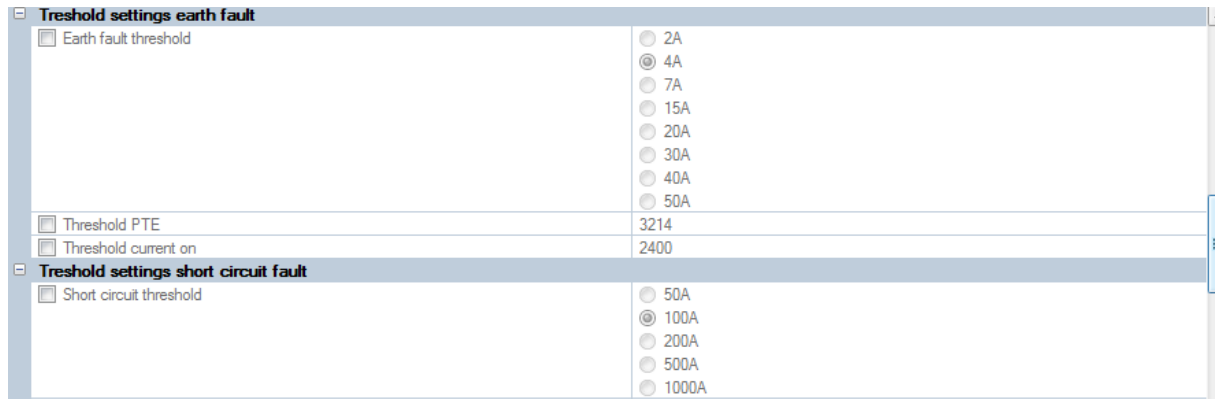 Treshold settings earth fault
Earth fault threshold 2A
4A
7A
15A
20A
30A
40A
50A
Threshold PTE 3214
Threshold current on 2400
Treshold settings short circuit fault
Short circuit threshold 50A
100A
200A
500A
1000A